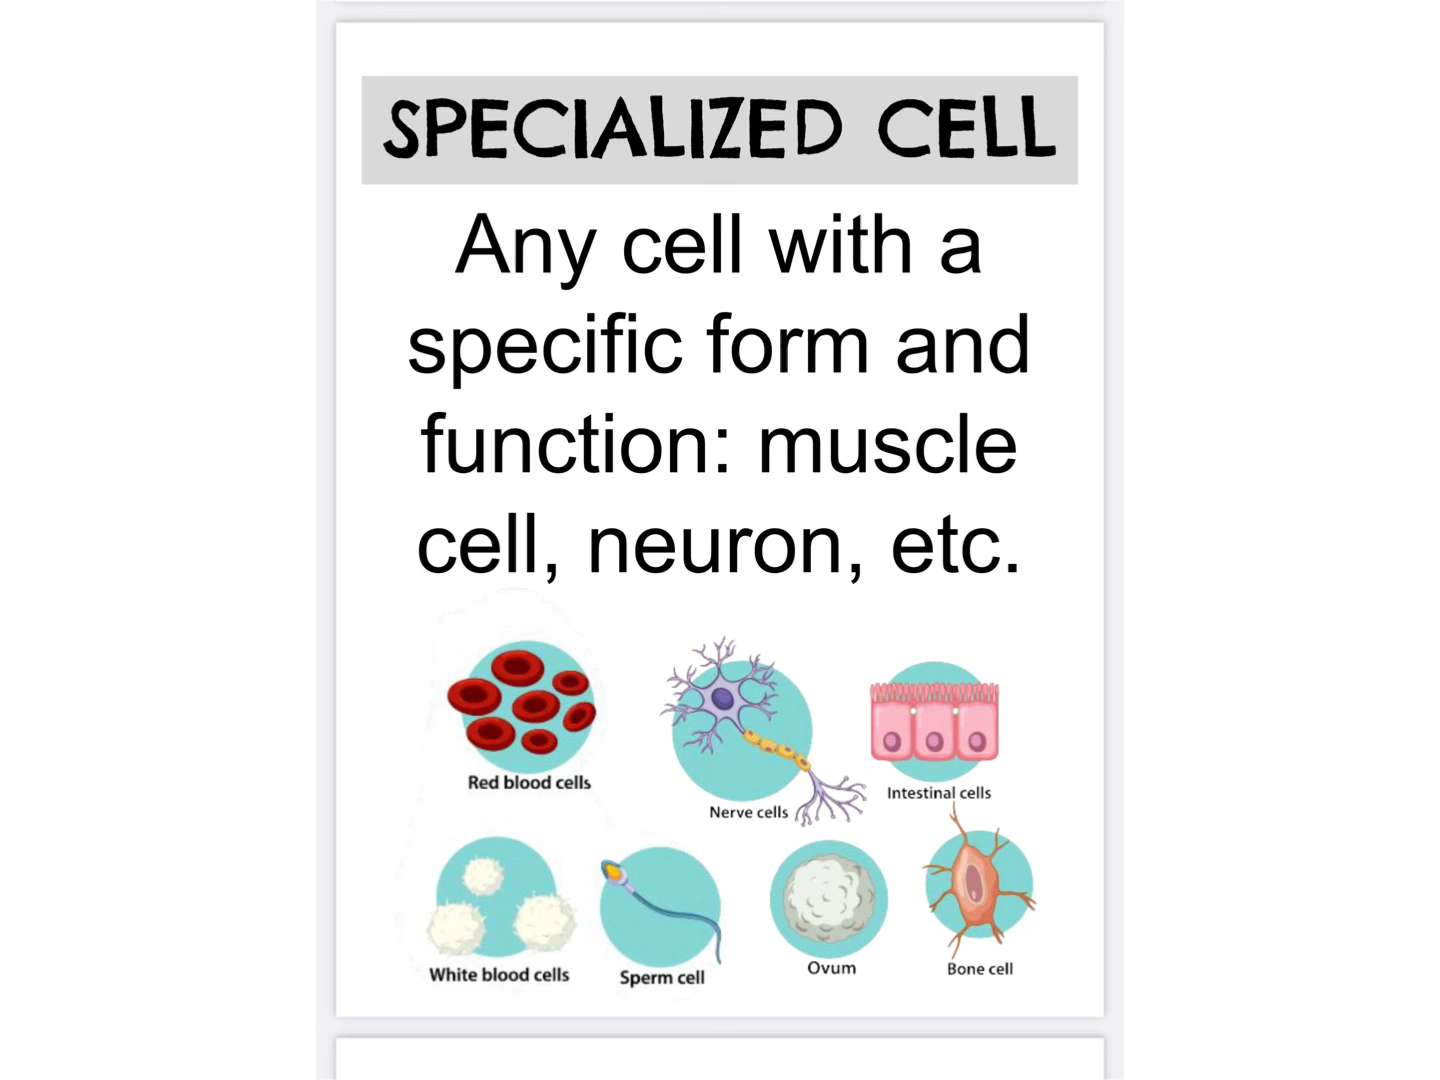 SPECIALIZED CELL
Any cell with a
specific form and
function: muscle
cell, neuron, etc.
Red blood cells
Nerve cells
Intestinal cells
White blood cells
Sperm cell
Ovum
Bone cell